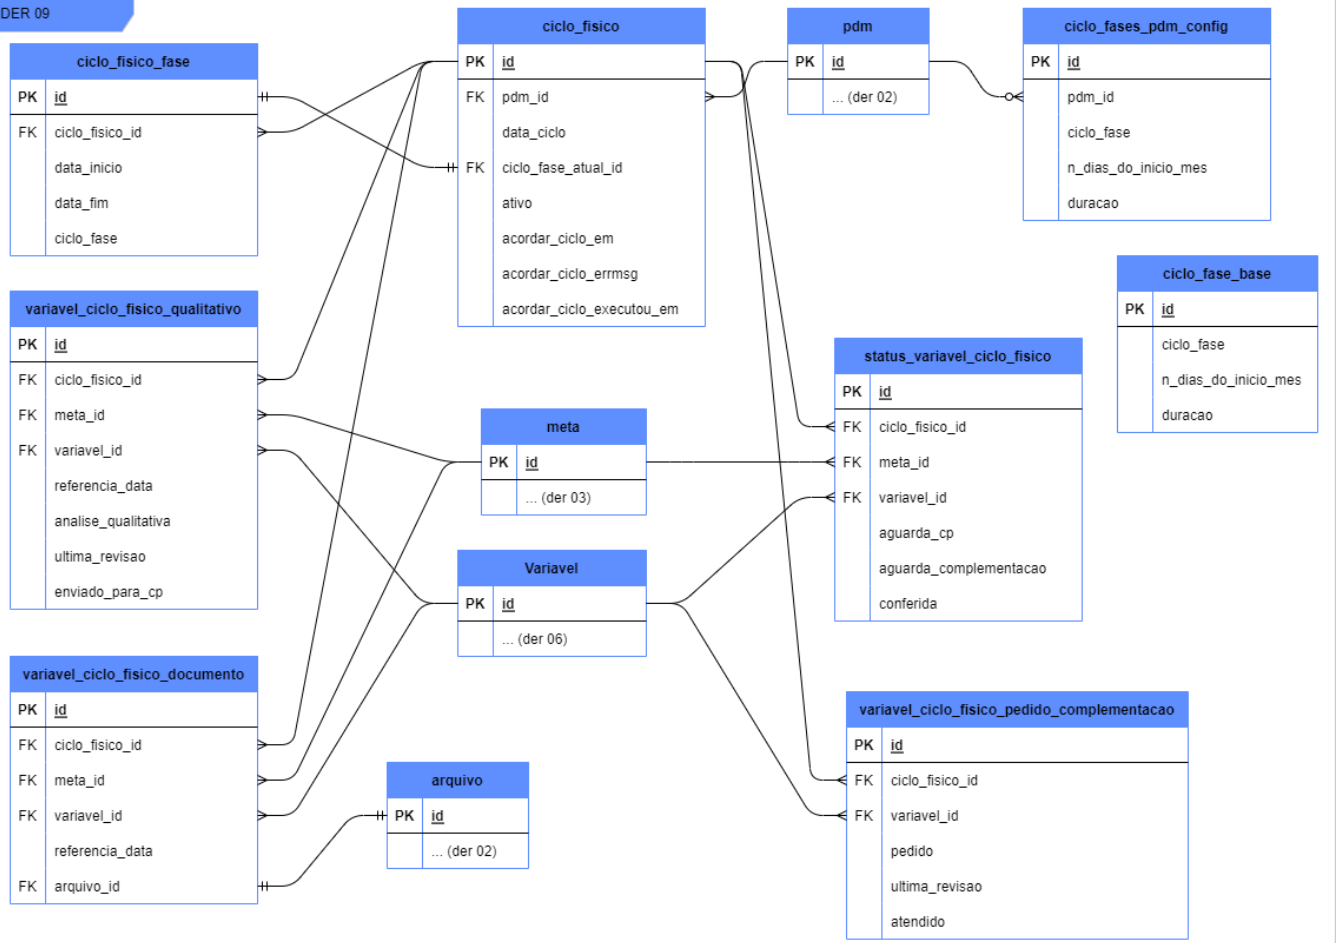 DER 09
ciclo_fisico_fase
PK id
FK ciclo_fisico_id
data_inicio
data_fim
ciclo_fase
ciclo_fisico
PK id
FK pdm_id
data_ciclo
FK ciclo_fase_atual_id
ativo
acordar_ciclo_em
acordar_ciclo_errmsg
acordar_ciclo_executou_em
pdm
PK id
... (der 02)
ciclo_fases_pdm_config
PK id
pdm_id
ciclo_fase
n_dias_do_inicio_mes
duracao
ciclo_fase_base
PK id
ciclo_fase
n_dias_do_inicio_mes
duracao
variavel_ciclo_fisico_qualitativo
PK id
FK ciclo_fisico_id
FK meta_id
FK variavel_id
referencia_data
analise_qualitativa
ultima_revisao
enviado_para_cp
meta
PK id
... (der 03)
status_variavel_ciclo_fisico
PK id
FK ciclo_fisico_id
FK meta_id
FK variavel_id
aguarda_cp
aguarda_complementacao
conferida
Variavel
PK id
... (der 06)
variavel_ciclo_fisico_documento
PK id
FK ciclo_fisico_id
FK meta_id
FK variavel_id
referencia_data
FK arquivo_id
arquivo
PK id
... (der 02)
variavel_ciclo_fisico_pedido_complementacao
PK id
FK ciclo_fisico_id
FK variavel_id
pedido
ultima_revisao
atendido